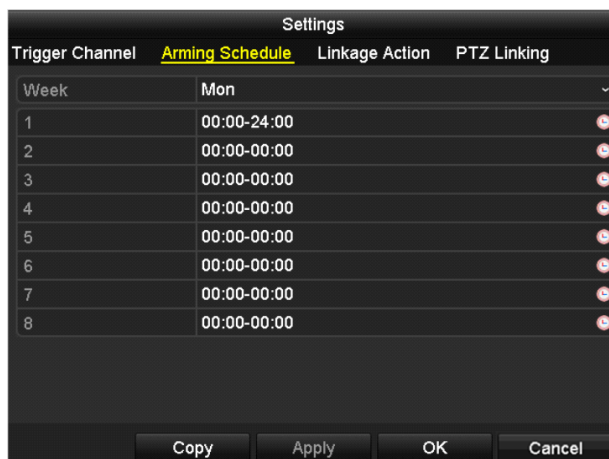 Settings
Trigger Channel Arming Schedule Linkage Action PTZ Linking
Week Mon
1 00:00-24:00
2 00:00-00:00
3 00:00-00:00
4 00:00-00:00
5 00:00-00:00
6 00:00-00:00
7 00:00-00:00
8 00:00-00:00
Copy Apply OK Cancel